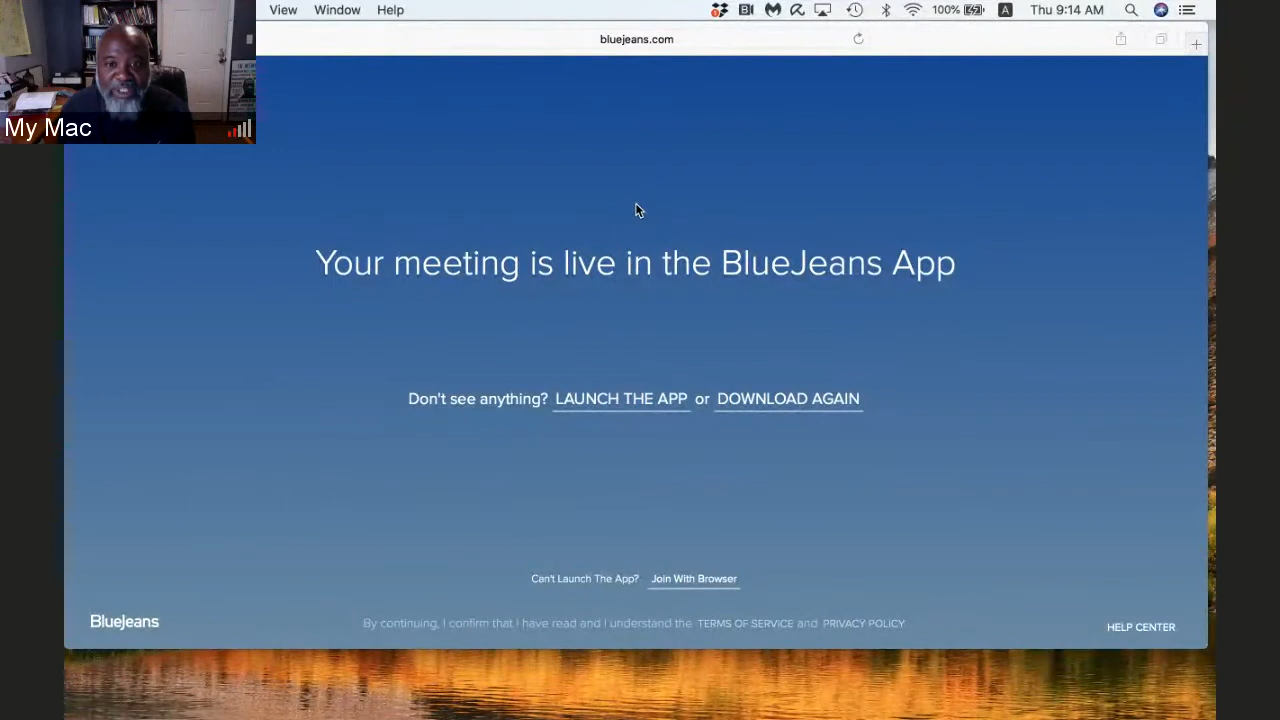 View Window Help 100% A Thu 9:14 AM
bluejeans.com
My Mac
Your meeting is live in the BlueJeans App
Don't see anything? LAUNCH THE APP or DOWNLOAD AGAIN
Can't Launch The App? Join With Browser
BlueJeans
By continuing, I confirm that I have read and I understand the TERMS OF SERVICE and PRIVACY POLICY
HELP CENTER